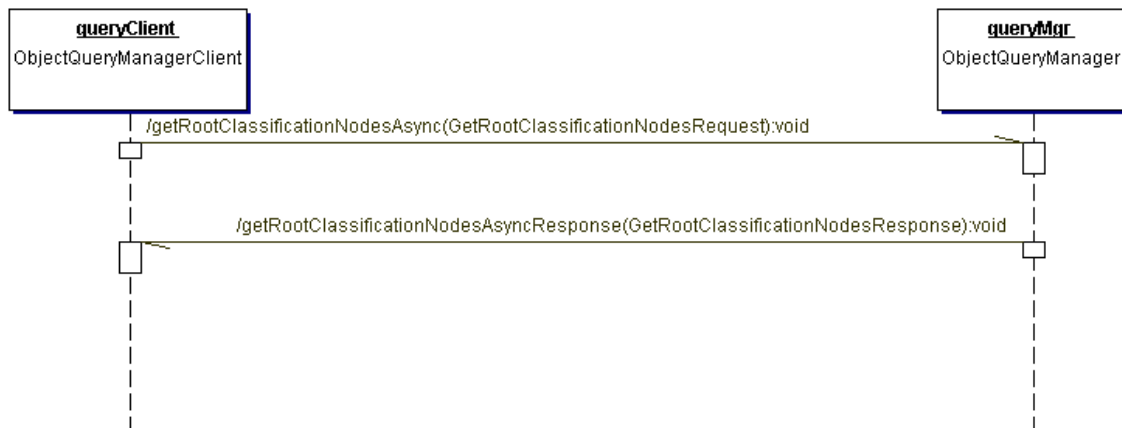 queryClient
ObjectQueryManagerClient
queryMgr
ObjectQueryManager
/getRootClassificationNodesAsync(GetRootClassificationNodesRequest):void
/getRootClassificationNodesAsyncResponse(GetRootClassificationNodesResponse):void